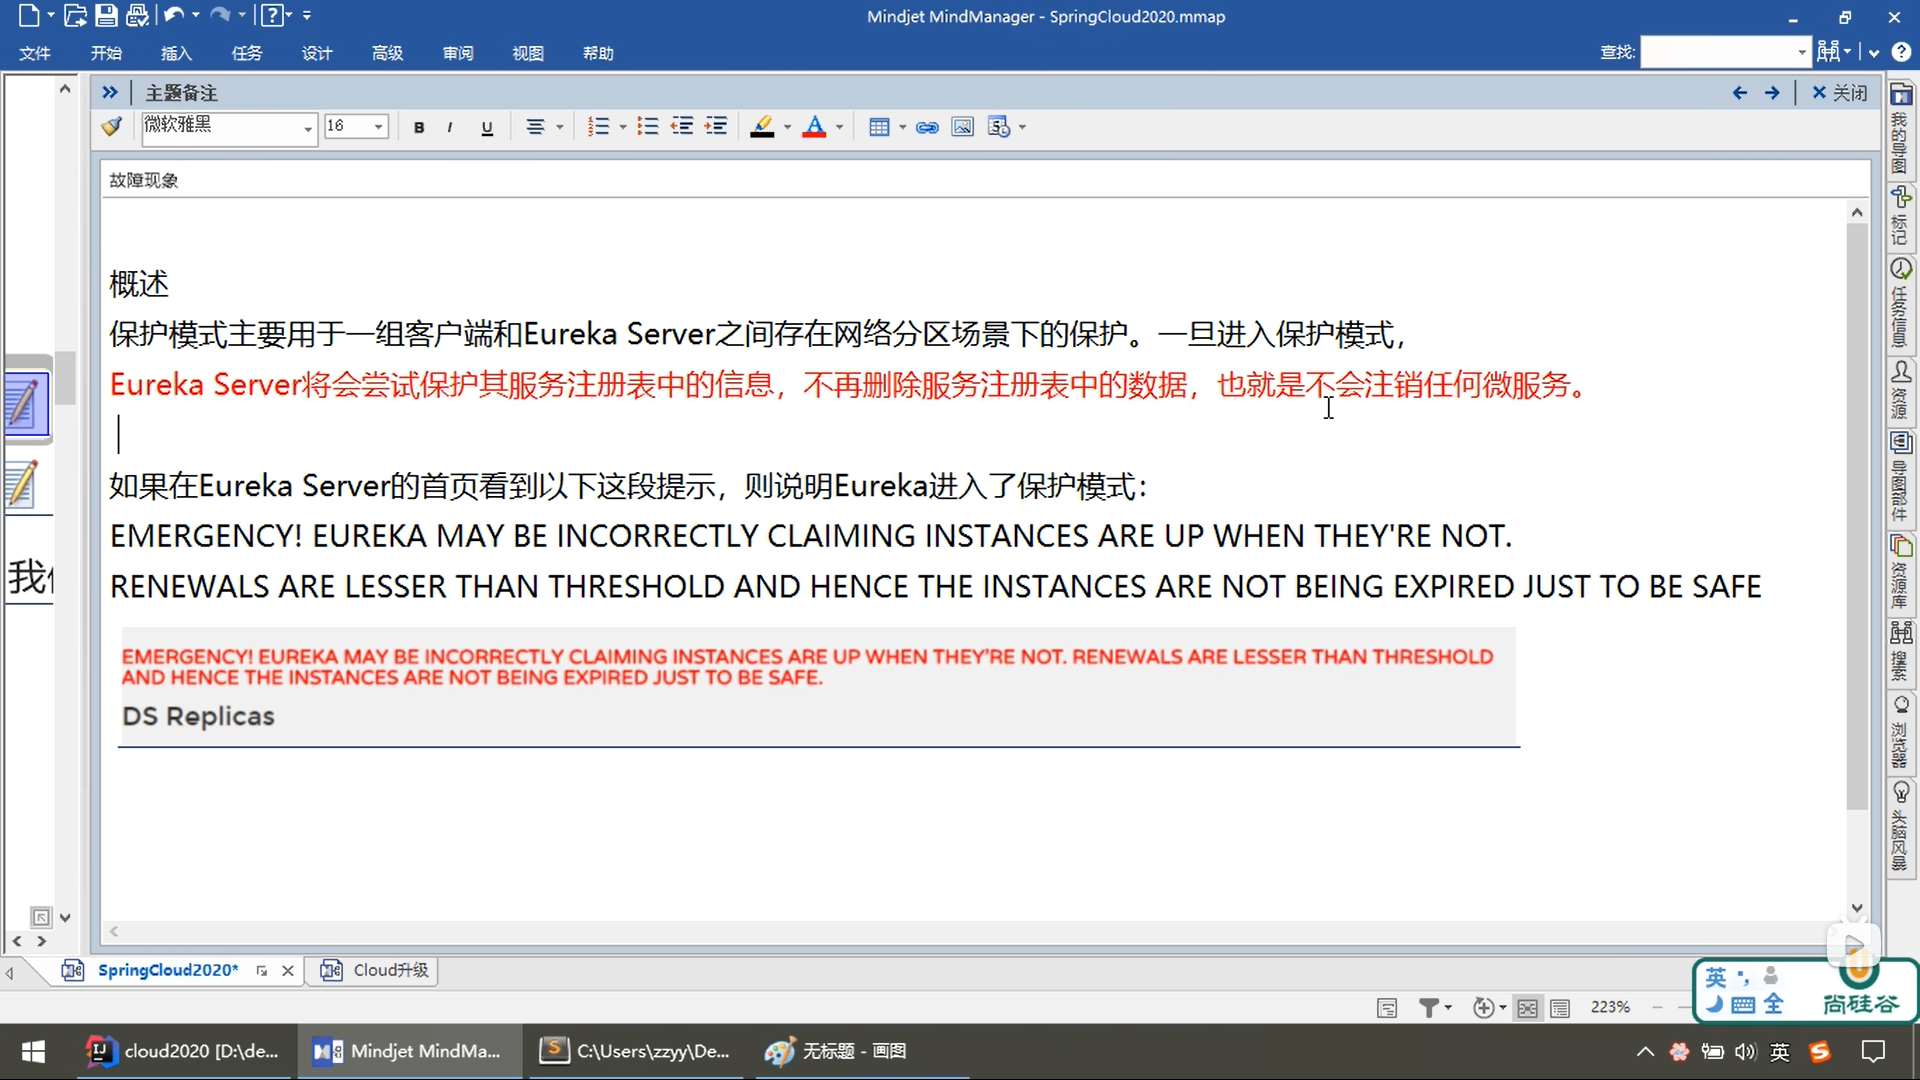 Mindjet MindManager - SpringCloud2020.mmap
文件 开始 插入 任务 设计 高级 审阅 视图 帮助 查找:
主题备注 关闭
微软雅黑 16 B I U A
故障现象
概述
保护模式主要用于一组客户端和Eureka Server之间存在网络分区场景下的保护。一旦进入保护模式，
Eureka Server将会尝试保护其服务注册表中的信息，不再删除服务注册表中的数据，也就是不会注销任何微服务。
如果在Eureka Server的首页看到以下这段提示，则说明Eureka进入了保护模式：
EMERGENCY! EUREKA MAY BE INCORRECTLY CLAIMING INSTANCES ARE UP WHEN THEY'RE NOT.
RENEWALS ARE LESSER THAN THRESHOLD AND HENCE THE INSTANCES ARE NOT BEING EXPIRED JUST TO BE SAFE
EMERGENCY! EUREKA MAY BE INCORRECTLY CLAIMING INSTANCES ARE UP WHEN THEY'RE NOT. RENEWALS ARE LESSER THAN THRESHOLD
AND HENCE THE INSTANCES ARE NOT BEING EXPIRED JUST TO BE SAFE.
DS Replicas
我的导图
标记
任务信息
资源
导图部件
资源库
搜索
浏览器
头脑风暴
SpringCloud2020* Cloud升级
223%
英
全
尚硅谷
cloud2020 [D:\de... Mindjet MindMa... C:\Users\zzyy\De... 无标题 - 画图 英